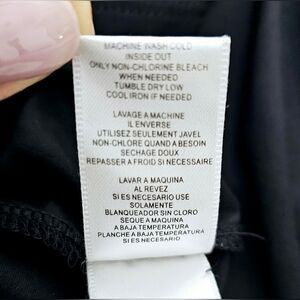 MACHINE WASH COLD
INSIDE OUT
ONLY NON-CHLORINE BLEACH
WHEN NEEDED
TUMBLE DRY LOW
COOL IRON IF NEEDED
LAVAGE A MACHINE
IL ENVERSE
UTILISEZ SEULEMENT JAVEL
NON-CHLORE QUAND A BESOIN
SECHAGE DOUX
REPASSER A FROID SI NECESSAIRE
LAVAR A MAQUINA
AL REVEZ
SI ES NECESARIO USE
SOLAMENTE
BLANQUEADOR SIN CLORO
SEQUE A MAQUINA
A BAJA TEMPERATURA
PLANCHE A BAJA TEMPERATURA
SI ES NECESARIO